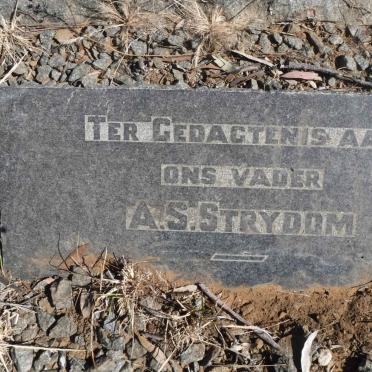 TER GEDAGTENIS AA
ONS VADER
A.S. STRYDOM